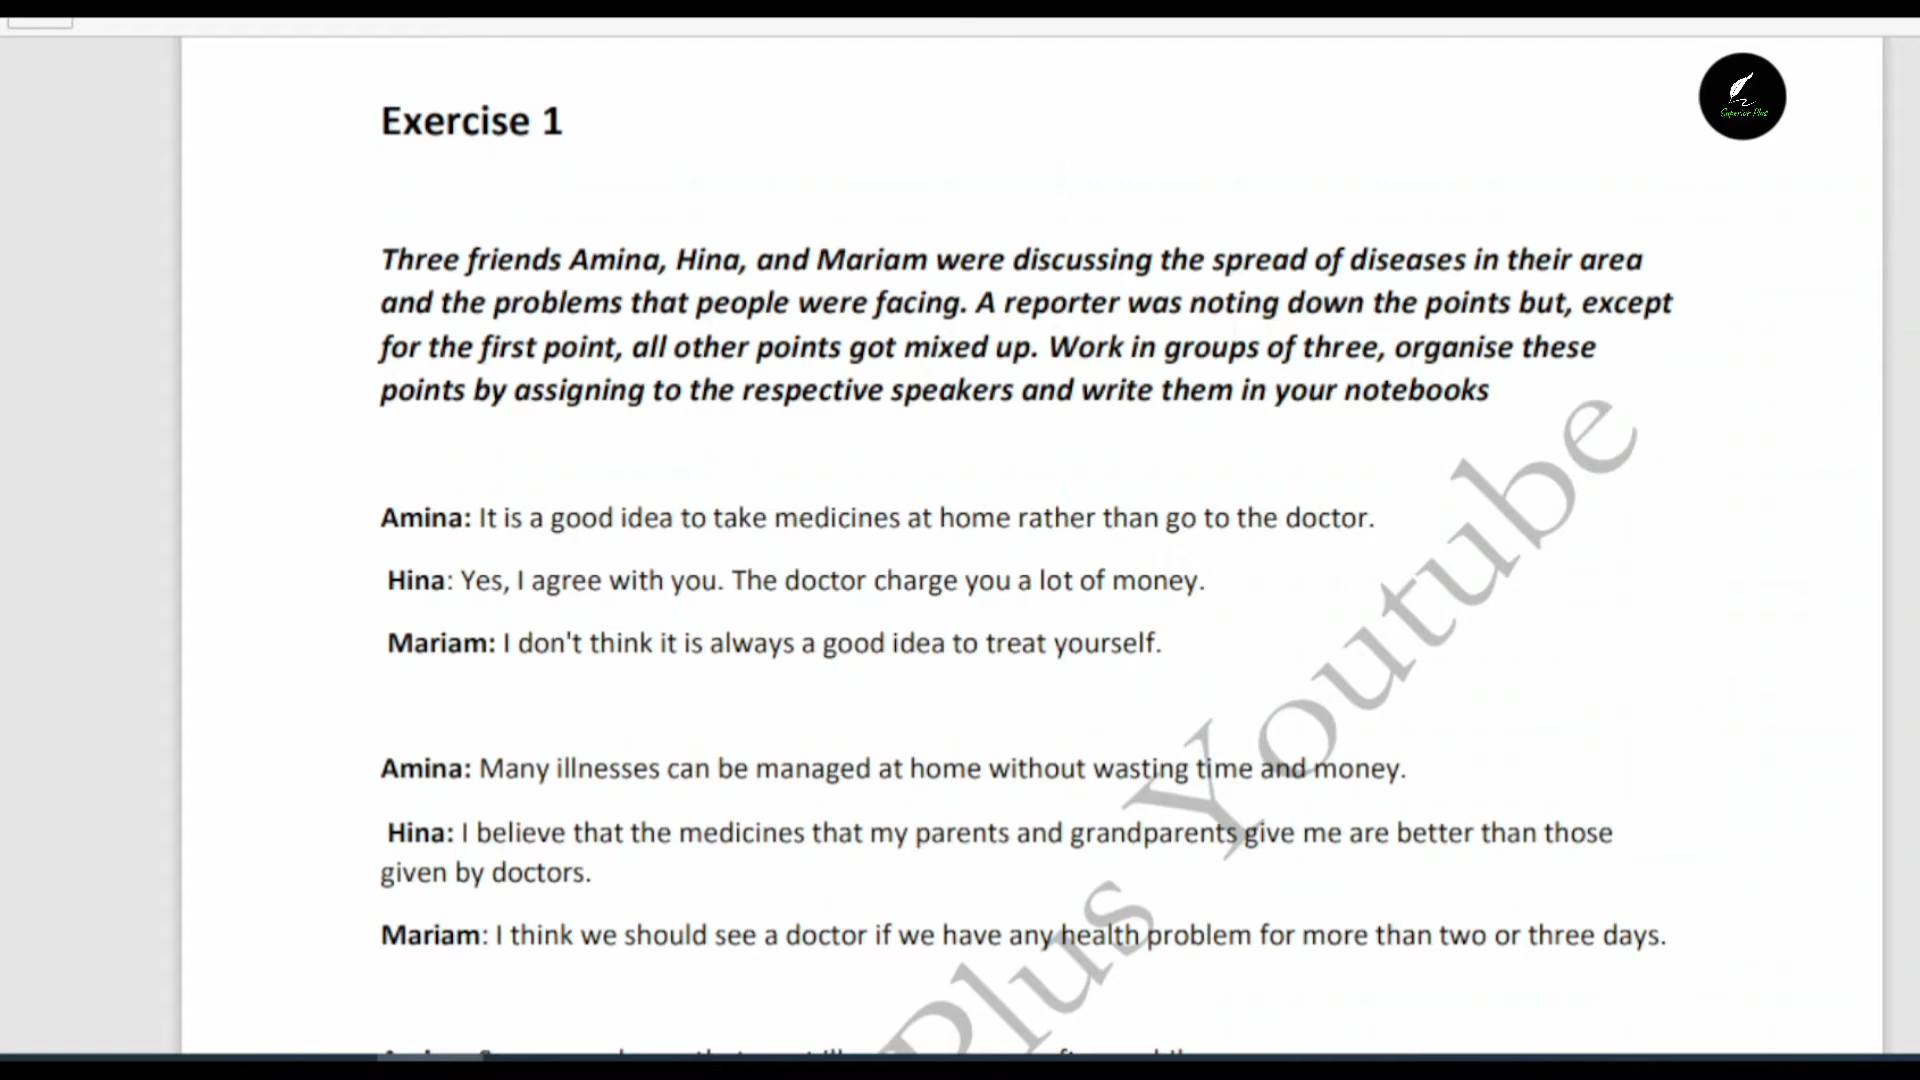 Superior Plus
Exercise 1
Three friends Amina, Hina, and Mariam were discussing the spread of diseases in their area
and the problems that people were facing. A reporter was noting down the points but, except
for the first point, all other points got mixed up. Work in groups of three, organise these
points by assigning to the respective speakers and write them in your notebooks
Amina: It is a good idea to take medicines at home rather than go to the doctor.
Hina: Yes, I agree with you. The doctor charge you a lot of money.
Mariam: I don't think it is always a good idea to treat yourself.
Amina: Many illnesses can be managed at home without wasting time and money.
Hina: I believe that the medicines that my parents and grandparents give me are better than those
given by doctors.
Mariam: I think we should see a doctor if we have any health problem for more than two or three days.
Plus Youtube